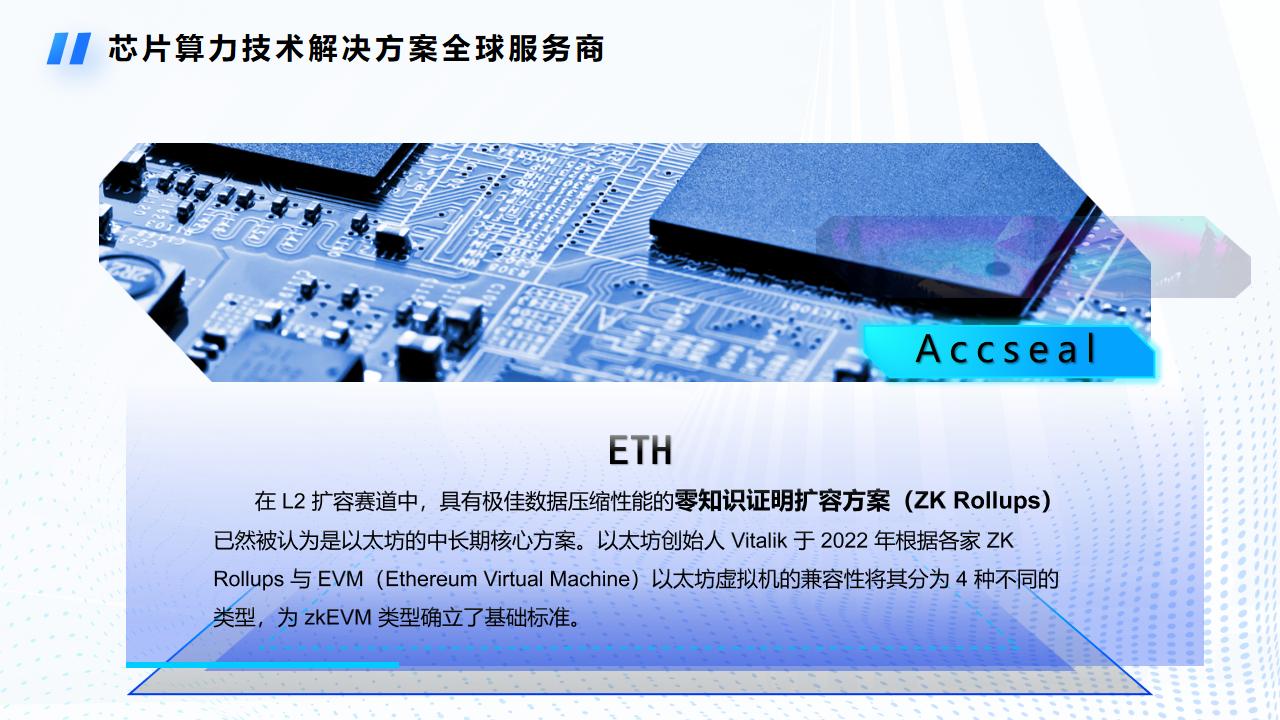 芯片算力技术解决方案全球服务商
Accseal
ETH
在 L2 扩容赛道中，具有极佳数据压缩性能的零知识证明扩容方案（ZK Rollups）
已然被认为是以太坊的中长期核心方案。以太坊创始人 Vitalik 于 2022 年根据各家 ZK
Rollups 与 EVM（Ethereum Virtual Machine）以太坊虚拟机的兼容性将其分为 4 种不同的
类型，为 zkEVM 类型确立了基础标准。